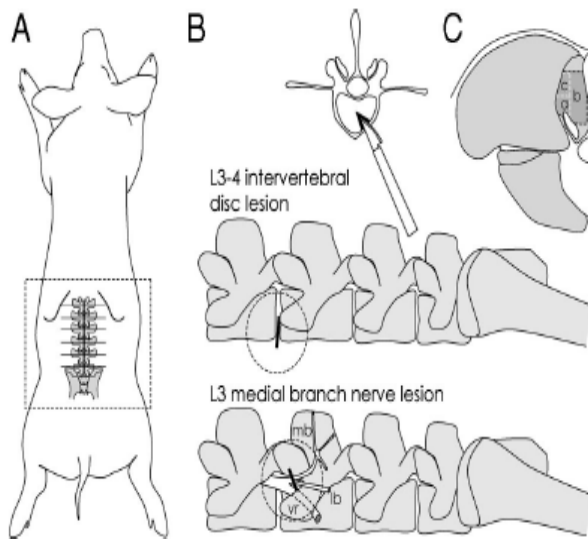 A
B
C
L3-4 intervertebral
disc lesion
c
b
a
L3 medial branch nerve lesion
mb
lb
vr